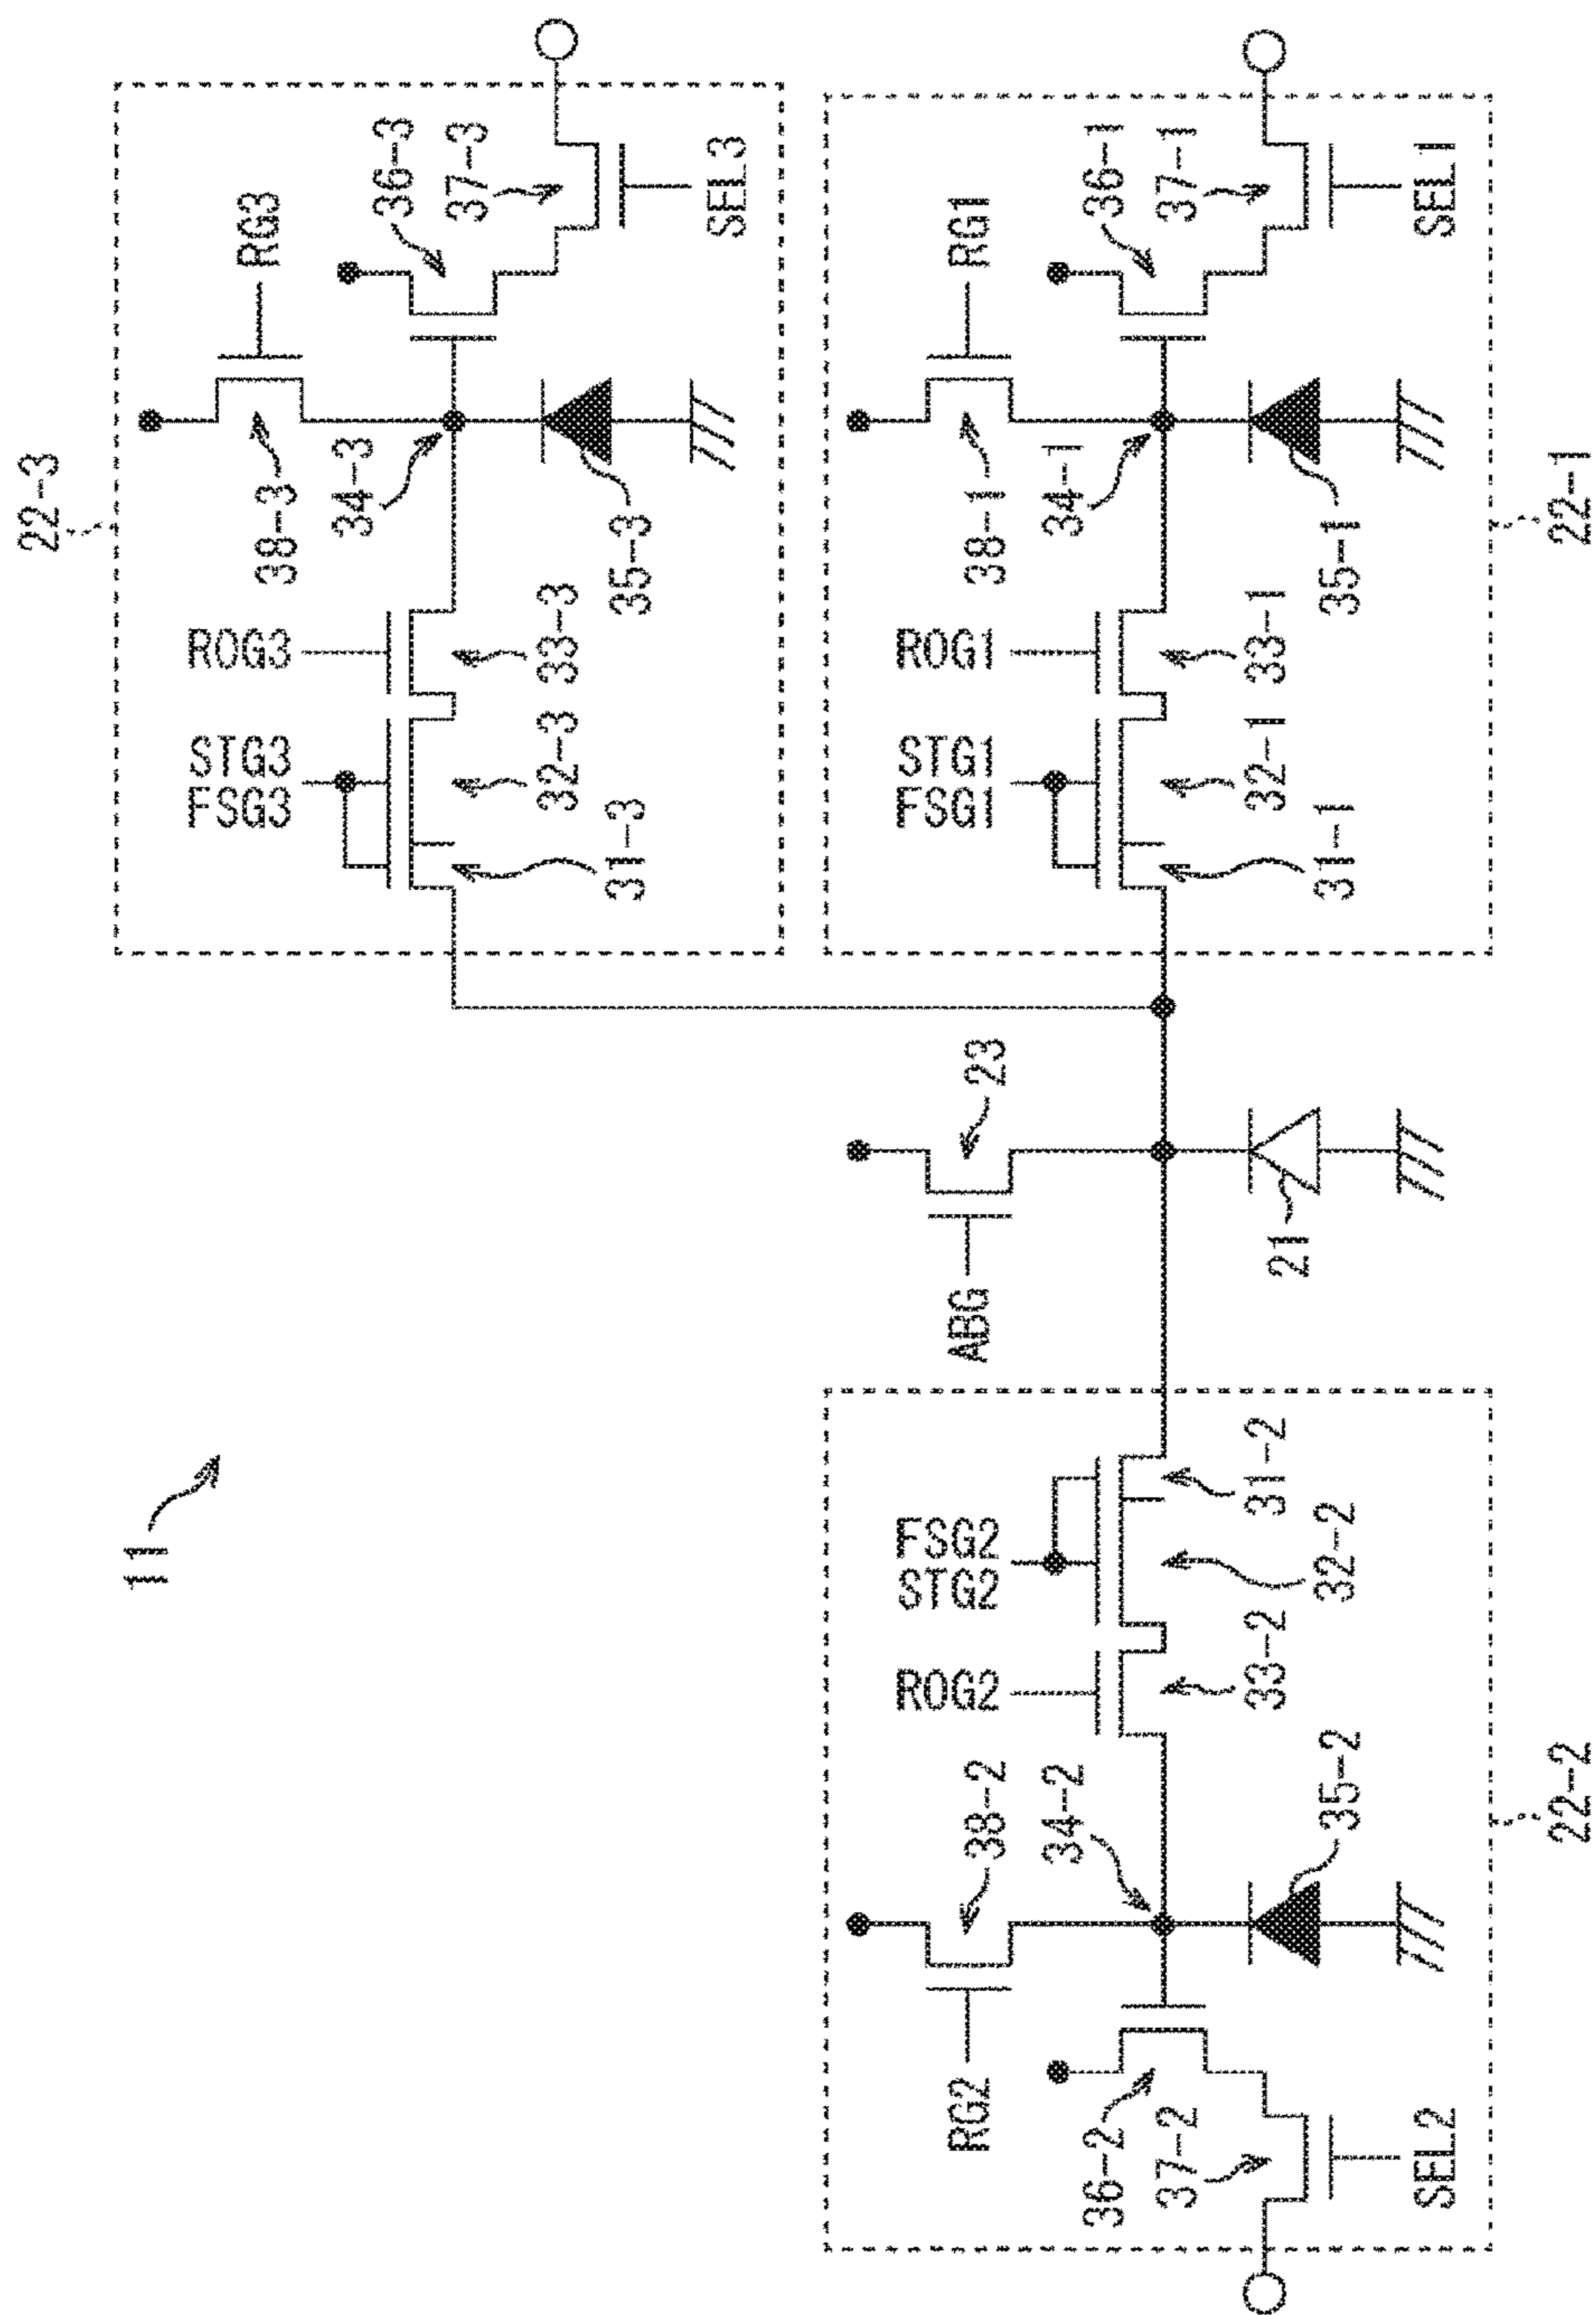 11
22-3
RG3
38-3
34-3
36-3
37-3
SEL3
35-3
ROG3
STG3
FSG3
33-3
32-3
31-3
RG1
38-1
34-1
36-1
37-1
SEL1
35-1
22-1
ROG1
STG1
FSG1
33-1
32-1
31-1
23
ABG
21
FSG2
STG2
ROG2
31-2
32-2
33-2
38-2
34-2
35-2
22-2
RG2
36-2
37-2
SEL2